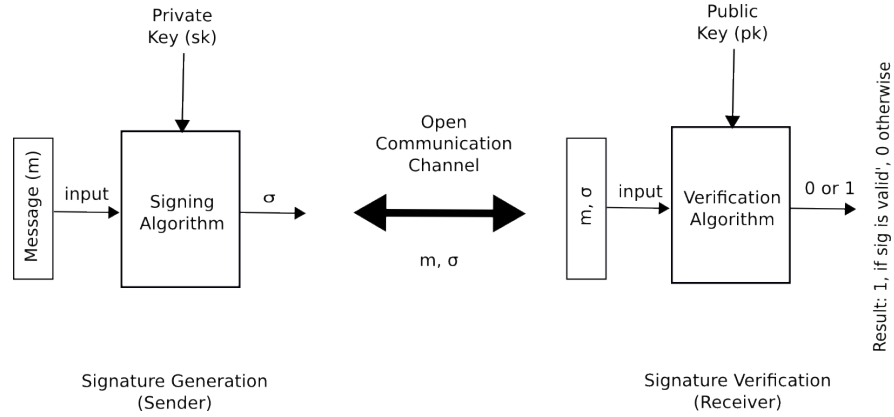 Private
Key (sk)
Message (m)
input
Signing
Algorithm
σ
Signature Generation
(Sender)
Open
Communication
Channel
m, σ
Public
Key (pk)
m, σ
input
Verification
Algorithm
0 or 1
Result: 1, if sig is valid', 0 otherwise
Signature Verification
(Receiver)